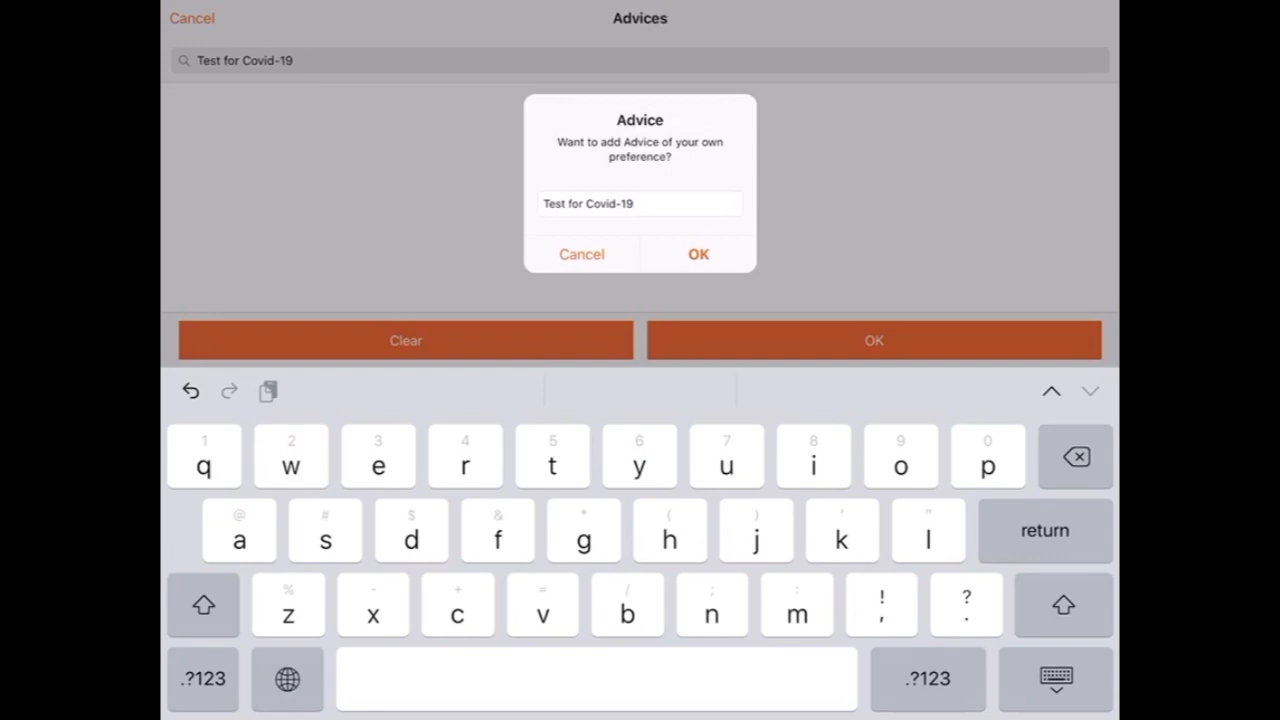 Cancel
Advices
Test for Covid-19
Advice
Want to add Advice of your own
preference?
Test for Covid-19
Cancel
OK
Clear
OK
1 2 3 4 5 6 7 8 9 0
q w e r t y u i o p
@ # $ & * ( ) ' "
a s d f g h j k l return
% - + = / ; : ! ?
z x c v b n m , .
.?123 .?123